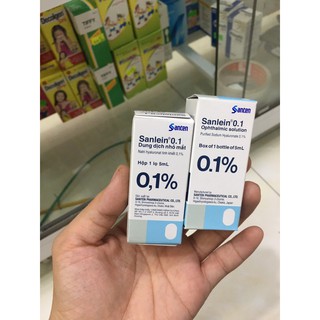 Decolgen
TIFFY
Santen
Sanlein® 0.1
Dung dịch nhỏ mắt
Natri hyaluronat tinh khiết 0,1%
Hộp 1 lọ 5mL
0,1%
SANTEN PHARMACEUTICAL CO., LTD.
Santen
Sanlein® 0.1
Ophthalmic solution
Purified Sodium Hyaluronate 0.1%
Box of 1 bottle of 5mL
0.1%
SANTEN PHARMACEUTICAL CO., LTD.